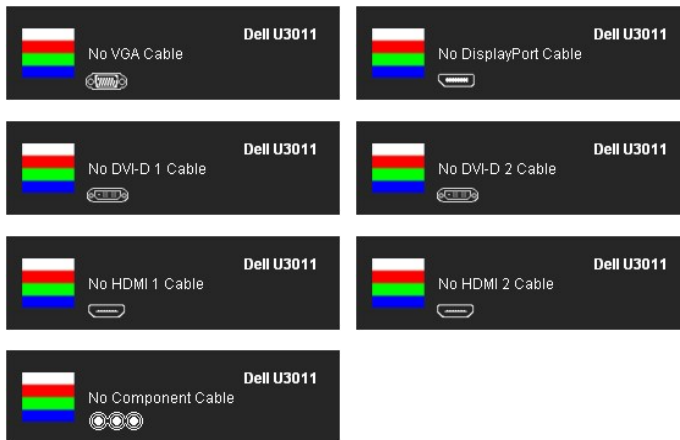 Dell U3011
No VGA Cable
Dell U3011
No DisplayPort Cable
Dell U3011
No DVI-D 1 Cable
Dell U3011
No DVI-D 2 Cable
Dell U3011
No HDMI 1 Cable
Dell U3011
No HDMI 2 Cable
Dell U3011
No Component Cable